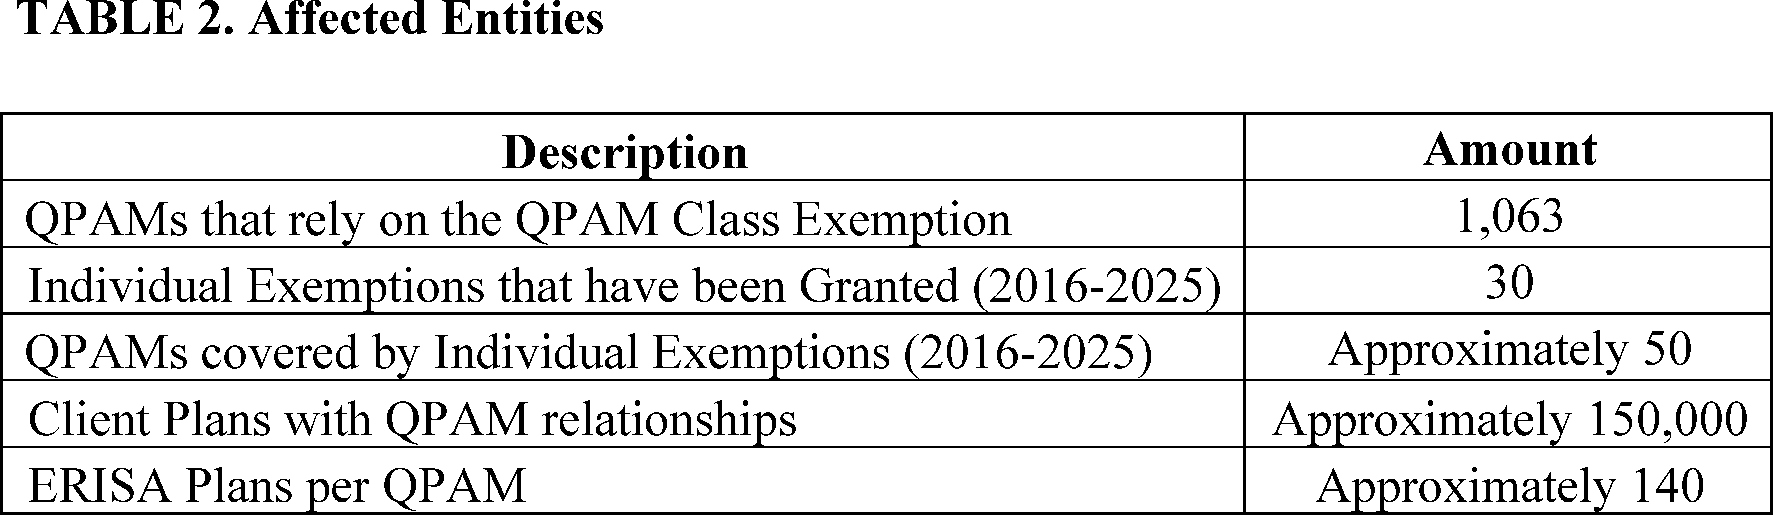 TABLE 2. Affected Entities
Description Amount
QPAMs that rely on the QPAM Class Exemption 1,063
Individual Exemptions that have been Granted (2016-2025) 30
QPAMs covered by Individual Exemptions (2016-2025) Approximately 50
Client Plans with QPAM relationships Approximately 150,000
ERISA Plans per QPAM Approximately 140